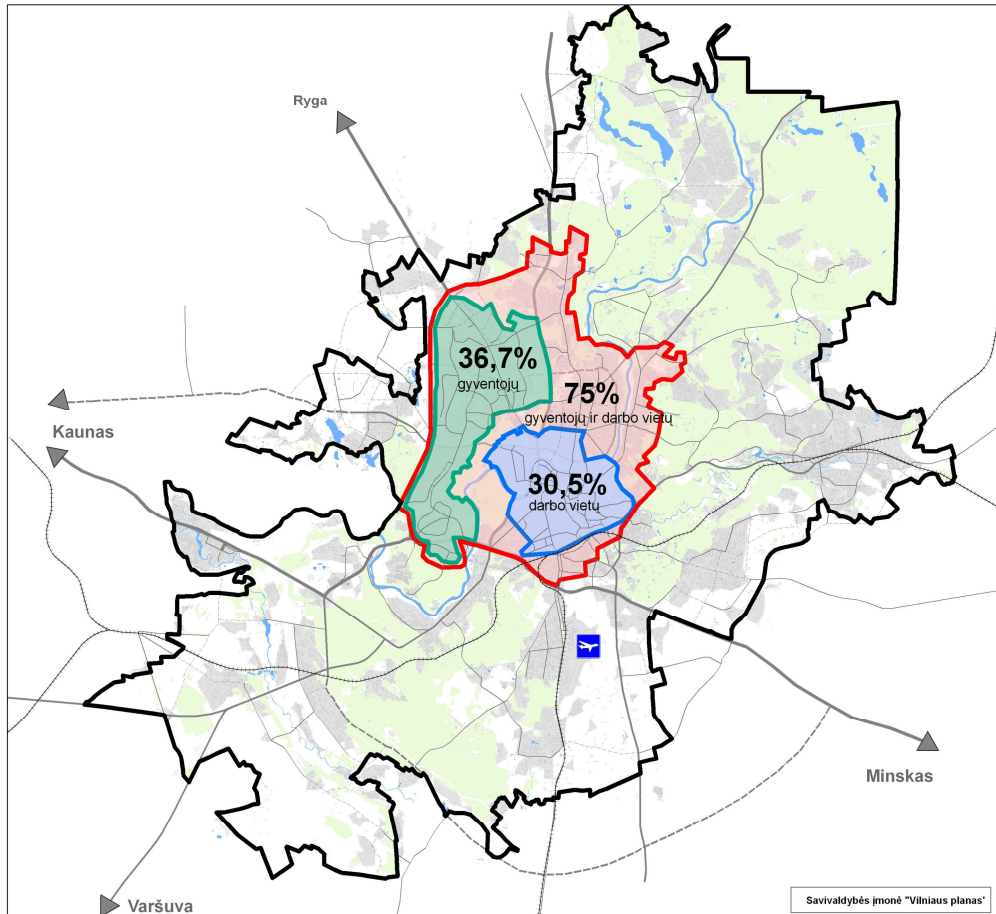 Ryga
36,7%
gyventojų
75%
gyventojų ir darbo vietų
Kaunas
30,5%
darbo vietų
Minskas
Varšuva
Savivaldybės įmonė "Vilniaus planas'